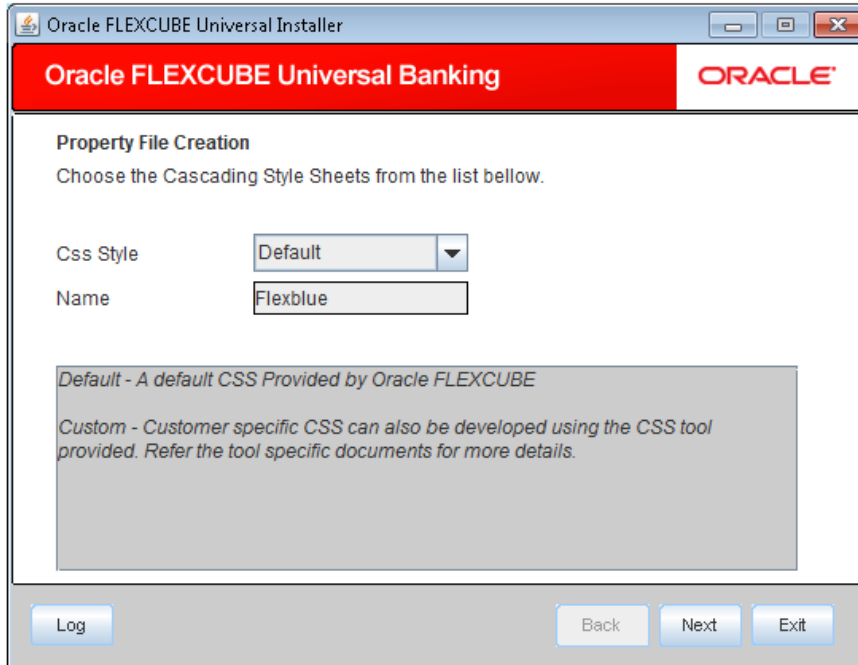 Oracle FLEXCUBE Universal Installer
Oracle FLEXCUBE Universal Banking
ORACLE
Property File Creation
Choose the Cascading Style Sheets from the list bellow.
Css Style Default
Name Flexblue
Default - A default CSS Provided by Oracle FLEXCUBE
Custom - Customer specific CSS can also be developed using the CSS tool
provided. Refer the tool specific documents for more details.
Log Back Next Exit